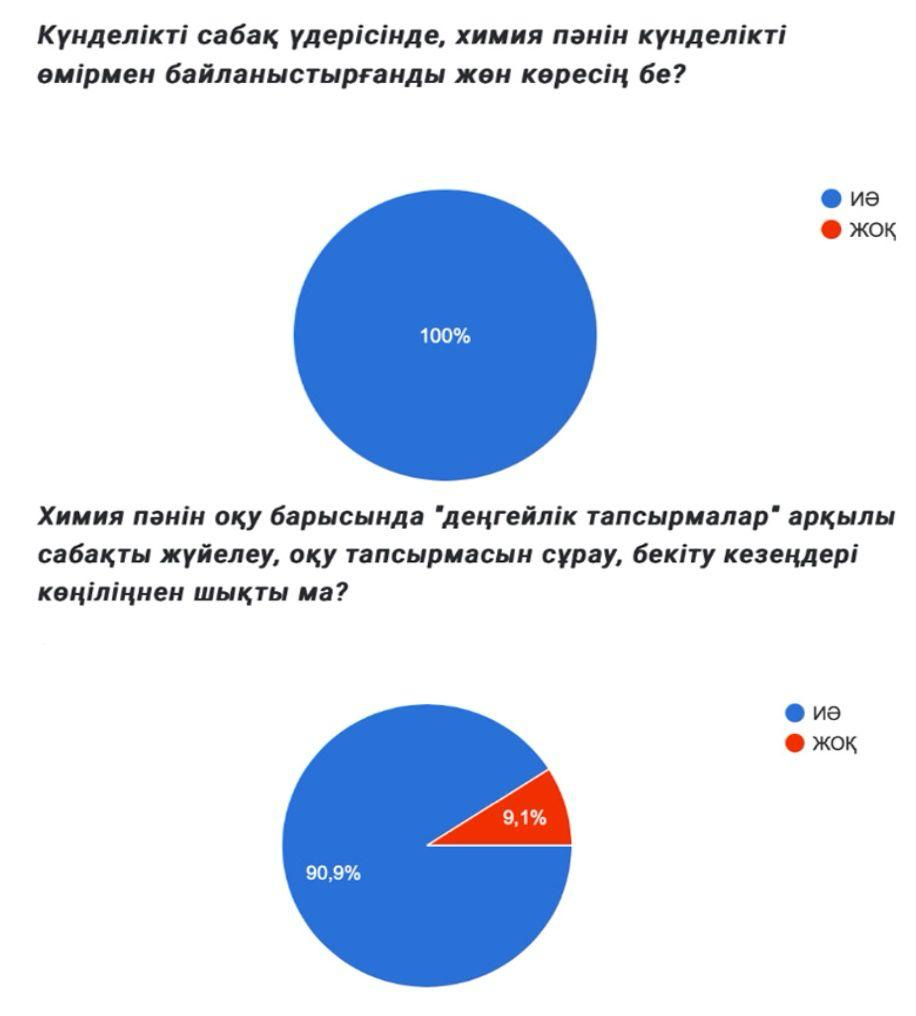 Күнделікті сабақ үдерісінде, химия пәнін күнделікті
өмірмен байланыстырғанды жөн көресің бе?
ИӘ
ЖОҚ
100%
Химия пәнін оқу барысында "деңгейлік тапсырмалар" арқылы
сабақты жүйелеу, оқу тапсырмасын сұрау, бекіту кезеңдері
көңіліңнен шықты ма?
ИӘ
ЖОҚ
9,1%
90,9%